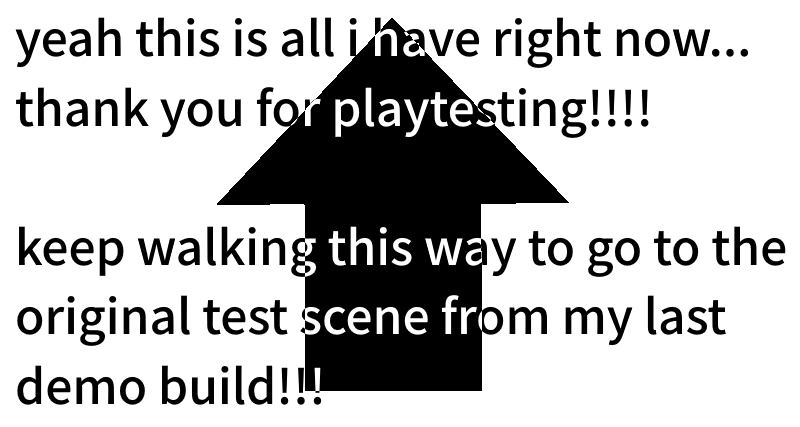 yeah this is all i have right now...
thank you for playtesting!!!!
keep walking this way to go to the
original test scene from my last
demo build!!!